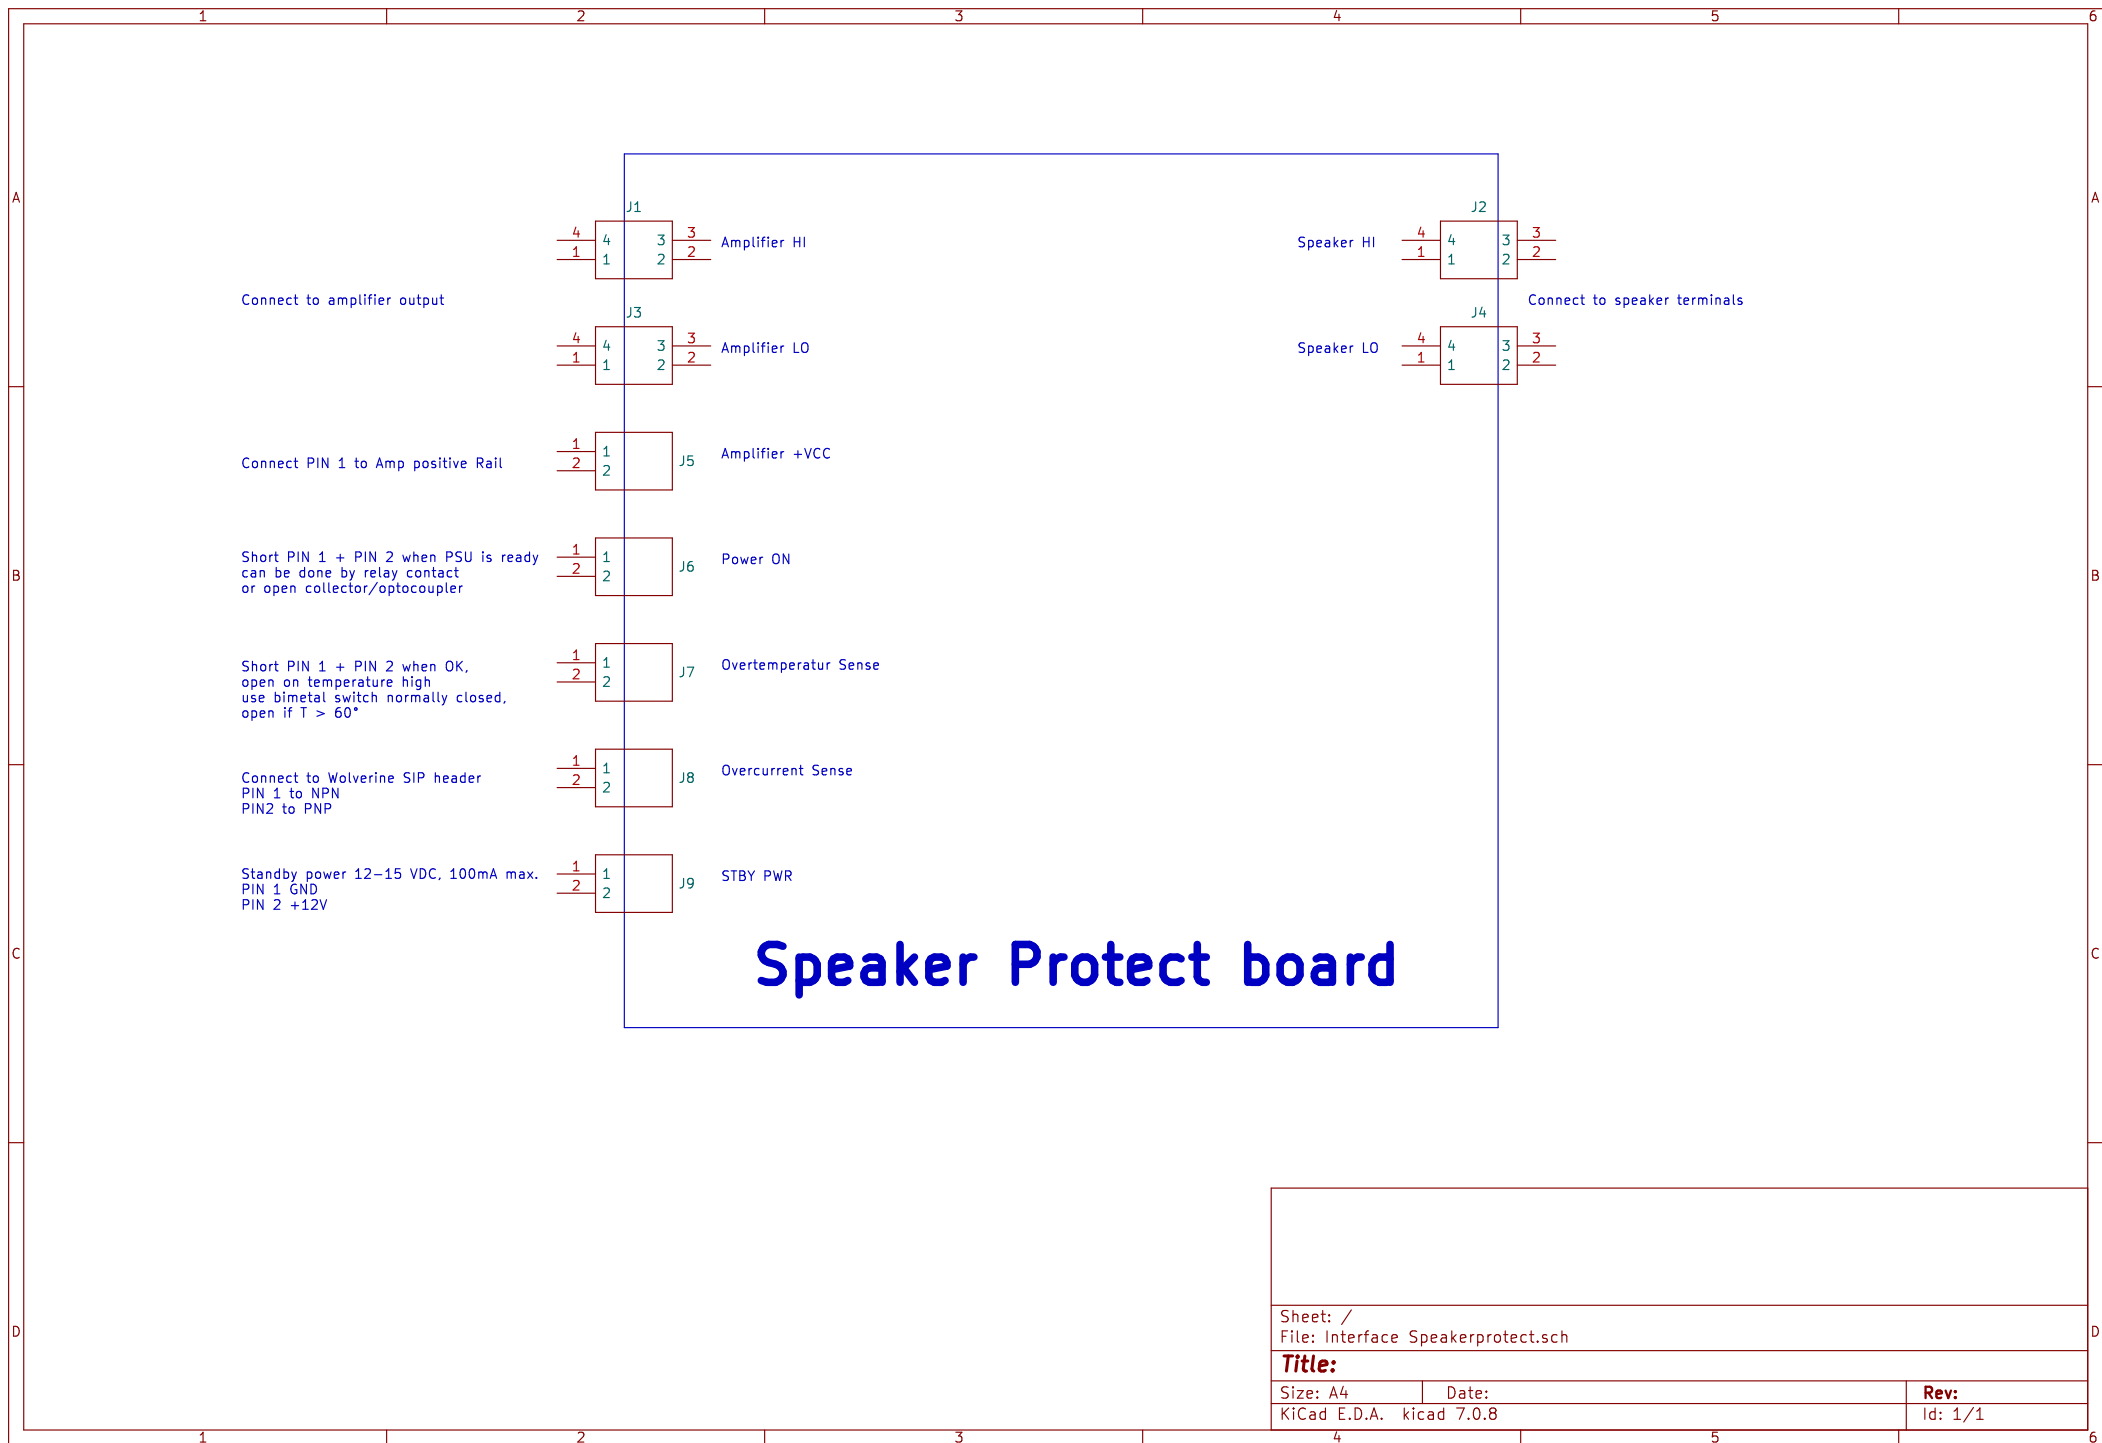 1 2 3 4 5 6
A A
J1 J2
4 4 3 3 Amplifier HI Speaker HI 4 4 3 3
1 1 2 2 1 1 2 2
Connect to amplifier output Connect to speaker terminals
J3 J4
4 4 3 3 Amplifier LO Speaker LO 4 4 3 3
1 1 2 2 1 1 2 2
1 1 Amplifier +VCC
Connect PIN 1 to Amp positive Rail 2 2 J5
Short PIN 1 + PIN 2 when PSU is ready 1 1 Power ON
can be done by relay contact 2 2 J6
B B
or open collector/optocoupler
Short PIN 1 + PIN 2 when OK, 1 1 Overtemperatur Sense
open on temperature high 2 2 J7
use bimetal switch normally closed,
open if T > 60°
1 1 Overcurrent Sense
Connect to Wolverine SIP header 2 2 J8
PIN 1 to NPN
PIN2 to PNP
Standby power 12-15 VDC, 100mA max. 1 1 STBY PWR
PIN 1 GND 2 2 J9
PIN 2 +12V
C C
Speaker Protect board
Sheet: /
D D
File: Interface Speakerprotect.sch
Title:
Size: A4 Date: Rev:
KiCad E.D.A. kicad 7.0.8 Id: 1/1
1 2 3 4 5 6